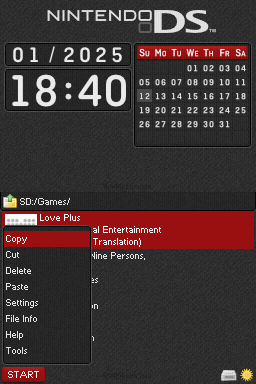 NINTENDO DS™
01 / 2025
18:40
SU MO TU WE TH FR SA
01 02 03 04
05 06 07 08 09 10 11
12 13 14 15 16 17 18
19 20 21 22 23 24 25
26 27 28 29 30 31
SD:/Games/
Love Plus
al Entertainment
Translation)
Nine Persons,
Copy
Cut
Delete
Paste
Settings
File Info
Help
Tools
START